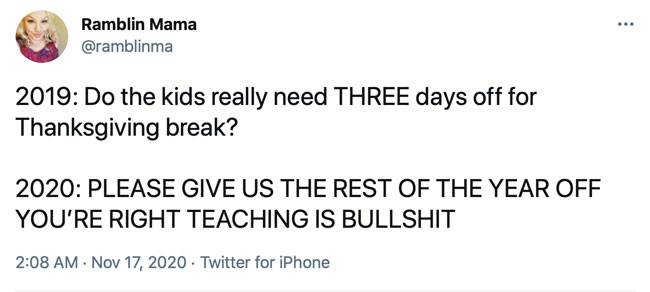 Ramblin Mama
@ramblinma
2019: Do the kids really need THREE days off for
Thanksgiving break?
2020: PLEASE GIVE US THE REST OF THE YEAR OFF
YOU'RE RIGHT TEACHING IS BULLSHIT
2:08 AM · Nov 17, 2020 · Twitter for iPhone